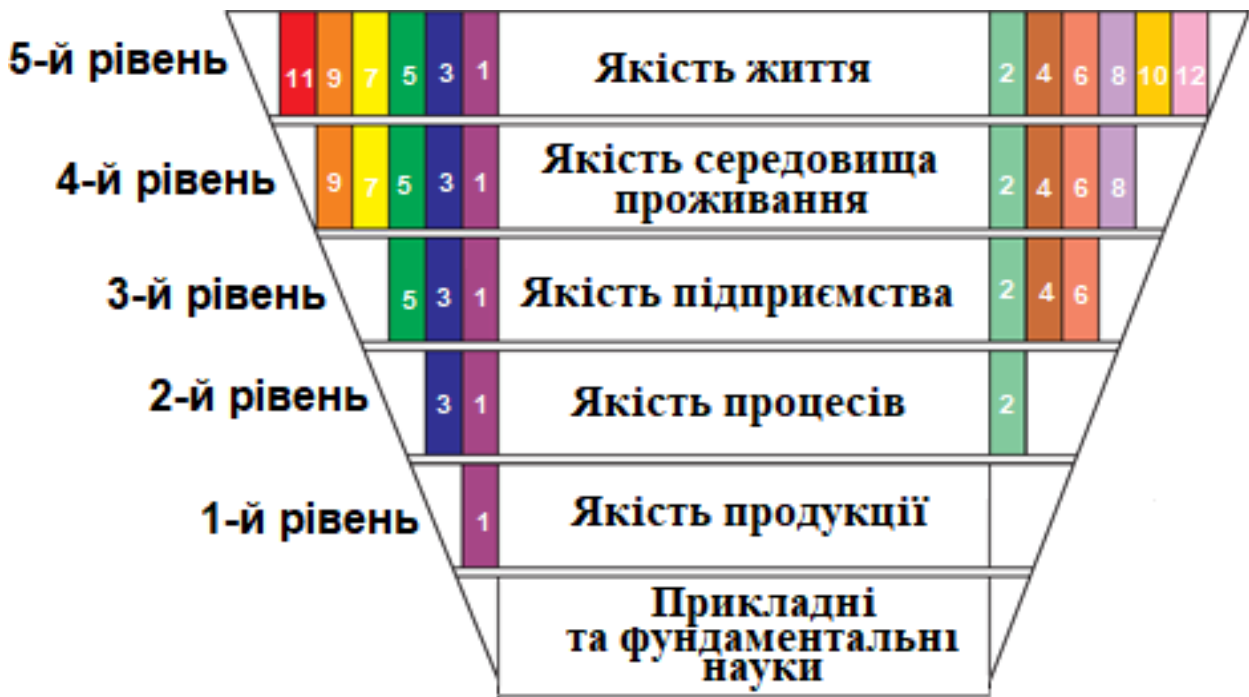 5-й рівень 11 9 7 5 3 1 Якість життя 2 4 6 8 10 12
4-й рівень 9 7 5 3 1 Якість середовища
проживання 2 4 6 8
3-й рівень 5 3 1 Якість підприємства 2 4 6
2-й рівень 3 1 Якість процесів 2
1-й рівень 1 Якість продукції
Прикладні
та фундаментальні
науки